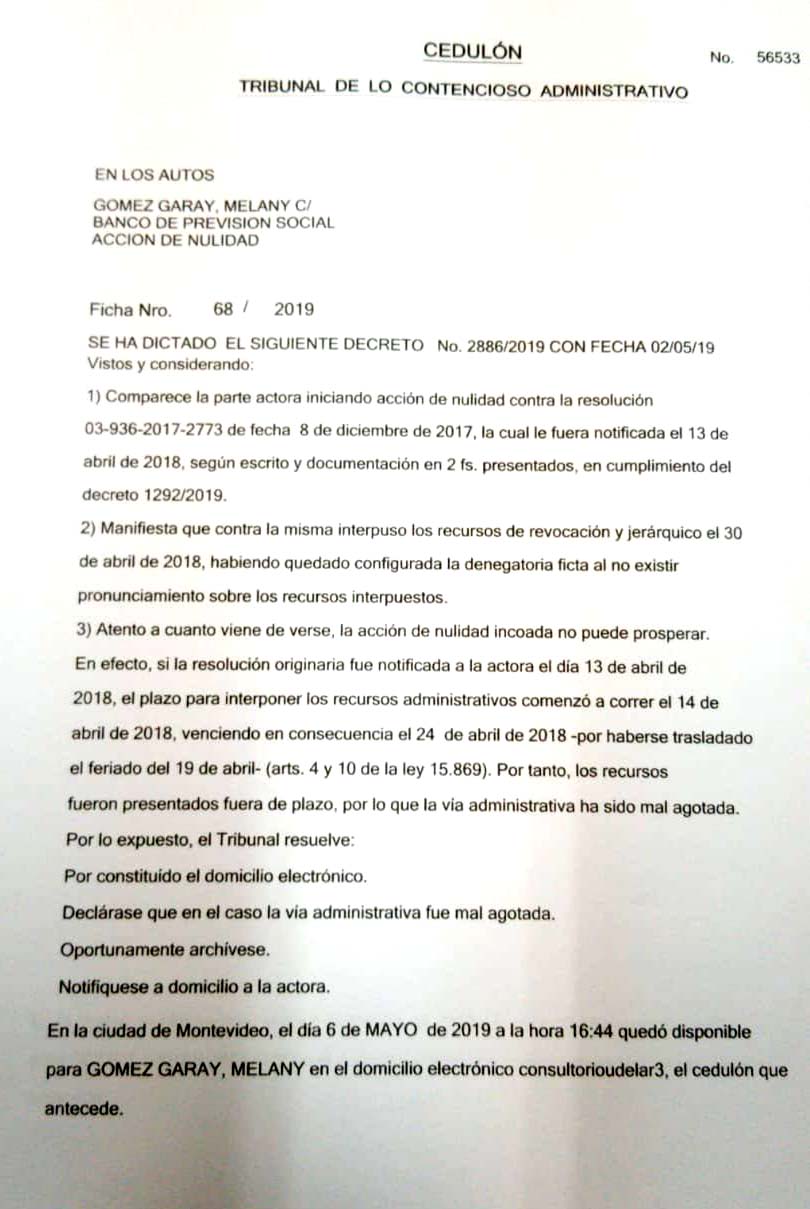 CEDULÓN
No. 56533
TRIBUNAL DE LO CONTENCIOSO ADMINISTRATIVO
EN LOS AUTOS
GOMEZ GARAY, MELANY C/
BANCO DE PREVISION SOCIAL
ACCION DE NULIDAD
Ficha Nro. 68 / 2019
SE HA DICTADO EL SIGUIENTE DECRETO No. 2886/2019 CON FECHA 02/05/19
Vistos y considerando:
1) Comparece la parte actora iniciando acción de nulidad contra la resolución
03-936-2017-2773 de fecha 8 de diciembre de 2017, la cual le fuera notificada el 13 de
abril de 2018, según escrito y documentación en 2 fs. presentados, en cumplimiento del
decreto 1292/2019.
2) Manifiesta que contra la misma interpuso los recursos de revocación y jerárquico el 30
de abril de 2018, habiendo quedado configurada la denegatoria ficta al no existir
pronunciamiento sobre los recursos interpuestos.
3) Atento a cuanto viene de verse, la acción de nulidad incoada no puede prosperar.
En efecto, si la resolución originaria fue notificada a la actora el día 13 de abril de
2018, el plazo para interponer los recursos administrativos comenzó a correr el 14 de
abril de 2018, venciendo en consecuencia el 24 de abril de 2018 -por haberse trasladado
el feriado del 19 de abril- (arts. 4 y 10 de la ley 15.869). Por tanto, los recursos
fueron presentados fuera de plazo, por lo que la vía administrativa ha sido mal agotada.
Por lo expuesto, el Tribunal resuelve:
Por constituído el domicilio electrónico.
Declárase que en el caso la vía administrativa fue mal agotada.
Oportunamente archívese.
Notifíquese a domicilio a la actora.
En la ciudad de Montevideo, el día 6 de MAYO de 2019 a la hora 16:44 quedó disponible
para GOMEZ GARAY, MELANY en el domicilio electrónico consultorioudelar3, el cedulón que
antecede.